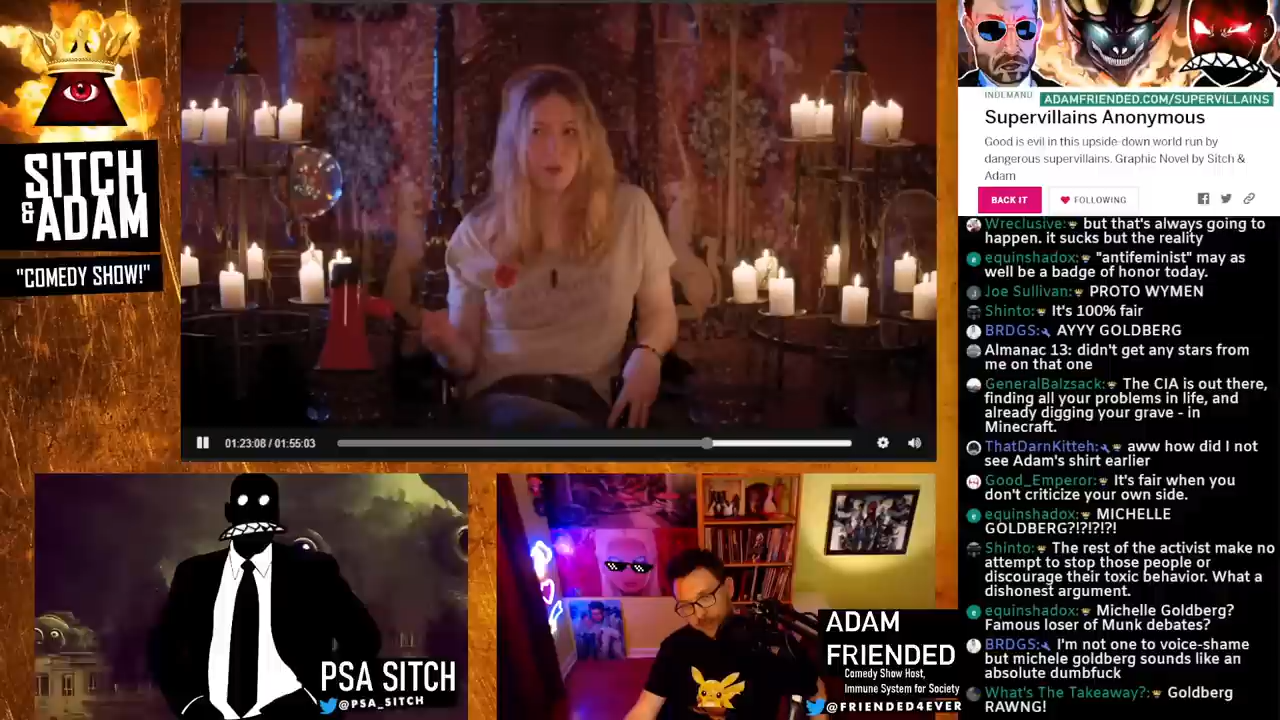 SITCH
& ADAM
"COMEDY SHOW!"
01:23:08 / 01:55:03
PSA SITCH
@PSA_SITCH
ADAM
FRIENDED
Comedy Show Host,
Immune System for Society
@FRIENDED4EVER
INDEMAND
ADAMFRIENDED.COM/SUPERVILLAINS
Supervillains Anonymous
Good is evil in this upside-down world run by
dangerous supervillains. Graphic Novel by Sitch &
Adam
BACK IT
FOLLOWING
Wreclusive: but that's always going to
happen. it sucks but the reality
equinshadox: "antifeminist" may as
well be a badge of honor today.
Joe Sullivan: PROTO WYMEN
Shinto: It's 100% fair
BRDGS: AYYY GOLDBERG
Almanac 13: didn't get any stars from
me on that one
GeneralBalzsack: The CIA is out there,
finding all your problems in life, and
already digging your grave - in
Minecraft.
ThatDarnKitteh: aww how did I not
see Adam's shirt earlier
Good_Emperor: It's fair when you
don't criticize your own side.
equinshadox: MICHELLE
GOLDBERG?!?!?!?!
Shinto: The rest of the activist make no
attempt to stop those people or
discourage their toxic behavior. What a
dishonest argument.
equinshadox: Michelle Goldberg?
Famous loser of Munk debates?
BRDGS: I'm not one to voice-shame
but michele goldberg sounds like an
absolute dumbfuck
What's The Takeaway?: Goldberg
RAWNG!